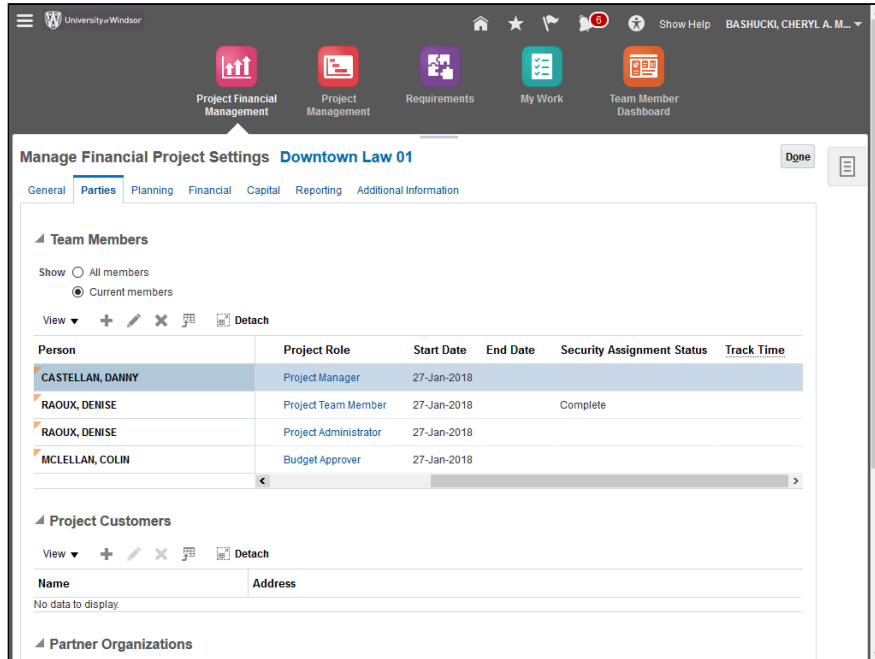 University of Windsor
6
Show Help BASHUCKI, CHERYL A. M...
Project Financial Management
Project Management
Requirements
My Work
Team Member Dashboard
Manage Financial Project Settings Downtown Law 01
Done
General Parties Planning Financial Capital Reporting Additional Information
Team Members
Show All members
Current members
View Detach
Person Project Role Start Date End Date Security Assignment Status Track Time
CASTELLAN, DANNY Project Manager 27-Jan-2018
RAOUX, DENISE Project Team Member 27-Jan-2018 Complete
RAOUX, DENISE Project Administrator 27-Jan-2018
MCLELLAN, COLIN Budget Approver 27-Jan-2018
Project Customers
View Detach
Name Address
No data to display.
Partner Organizations